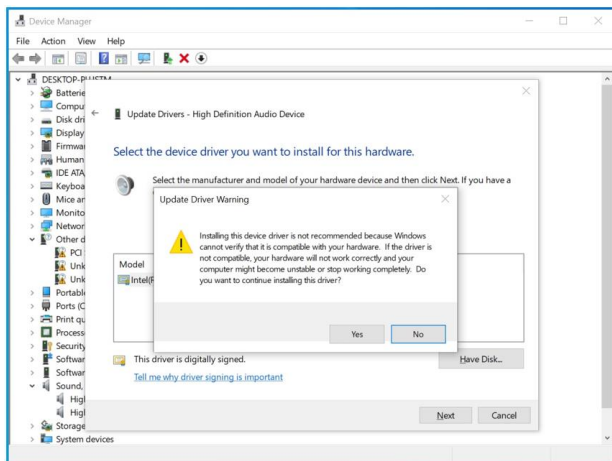 Device Manager
File Action View Help
DESKTOP-
Batterie
Compu
Disk dri
Display
Firmwa
Human
IDE ATA
Keyboa
Mice ar
Monito
Networ
Other d
PCI
Unk
Unk
Portabl
Ports (C
Print qu
Process
Security
Softwar
Softwar
Sound,
Higl
Higl
Storage
System devices
Update Drivers - High Definition Audio Device
Select the device driver you want to install for this hardware.
Select the manufacturer and model of your hardware device and then click Next. If you have a
Model
Intel(R
Update Driver Warning
Installing this device driver is not recommended because Windows
cannot verify that it is compatible with your hardware. If the driver is
not compatible, your hardware will not work correctly and your
computer might become unstable or stop working completely. Do
you want to continue installing this driver?
Yes No
This driver is digitally signed.
Have Disk...
Tell me why driver signing is important
Next Cancel